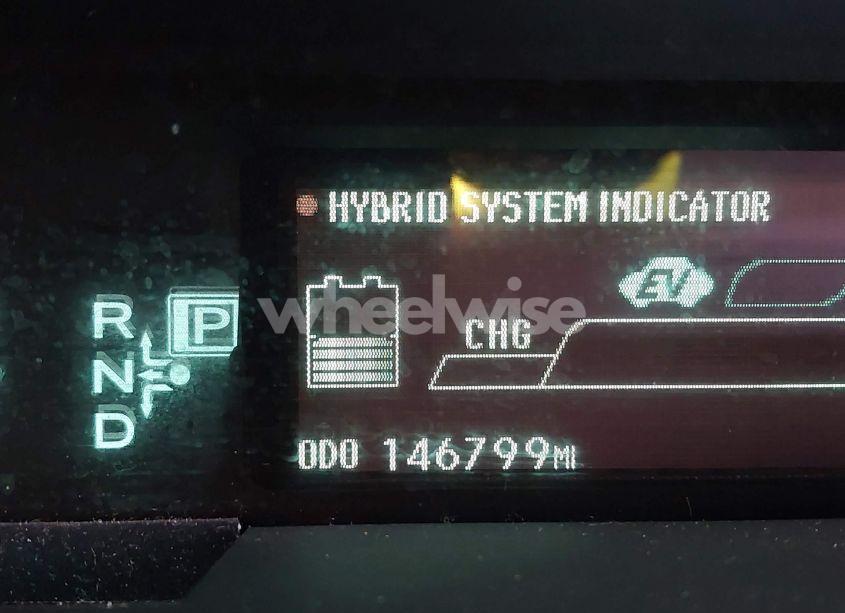 HYBRID SYSTEM INDICATOR
EV
wheelwise
R
P
CHG
N
D
ODO 146799MI